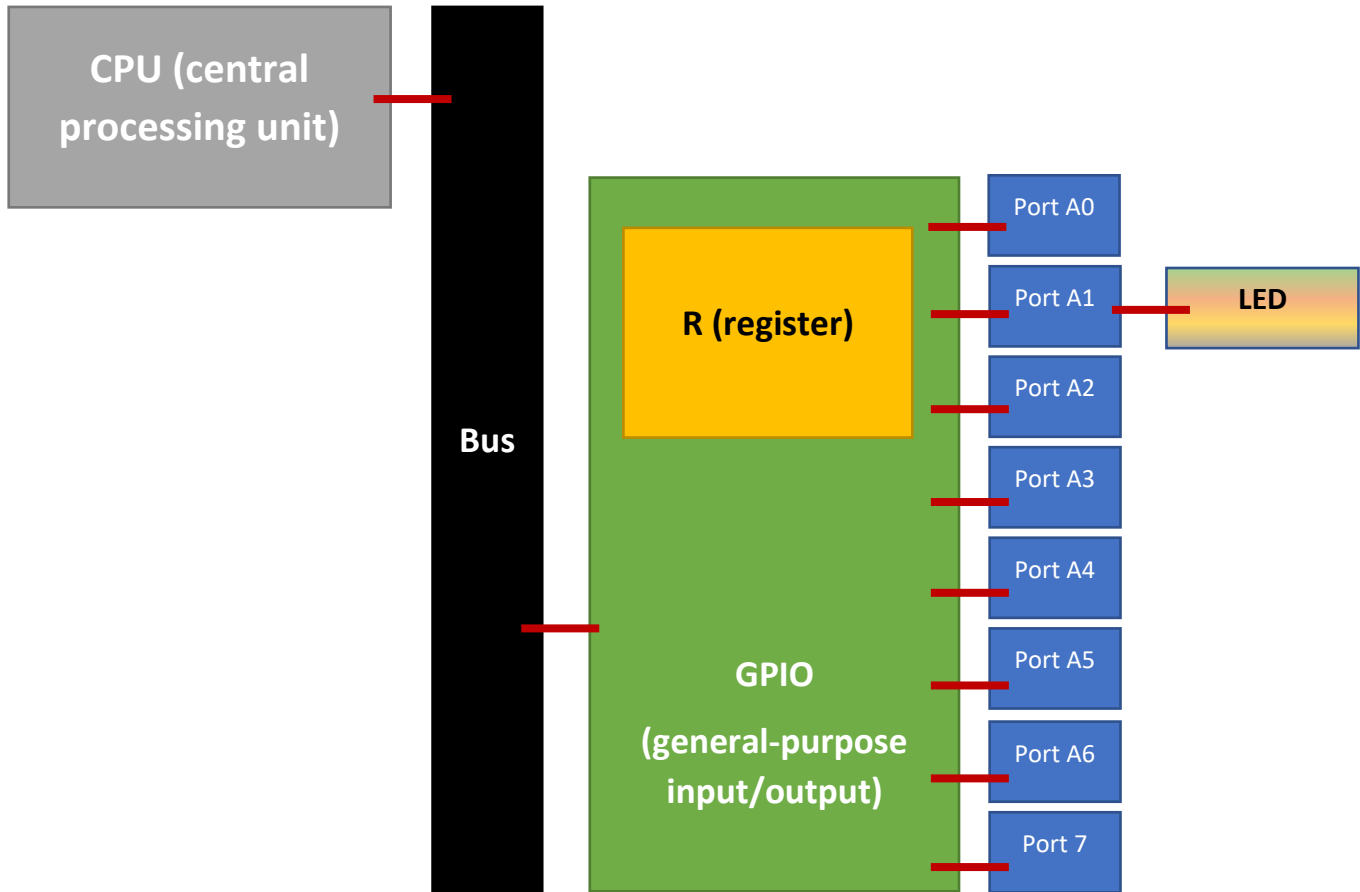 CPU (central
processing unit)
Bus
R (register)
GPIO
(general-purpose
input/output)
Port A0
Port A1
Port A2
Port A3
Port A4
Port A5
Port A6
Port 7
LED